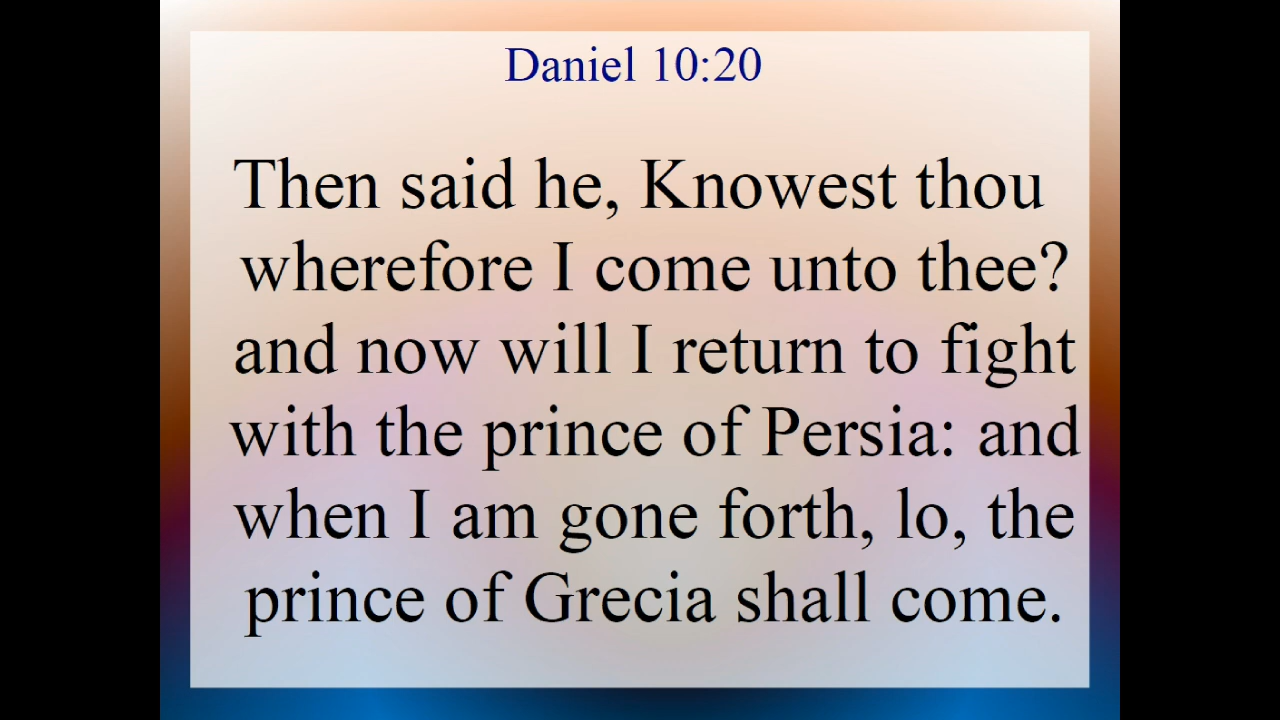 Daniel 10:20
Then said he, Knowest thou
wherefore I come unto thee?
and now will I return to fight
with the prince of Persia: and
when I am gone forth, lo, the
prince of Grecia shall come.